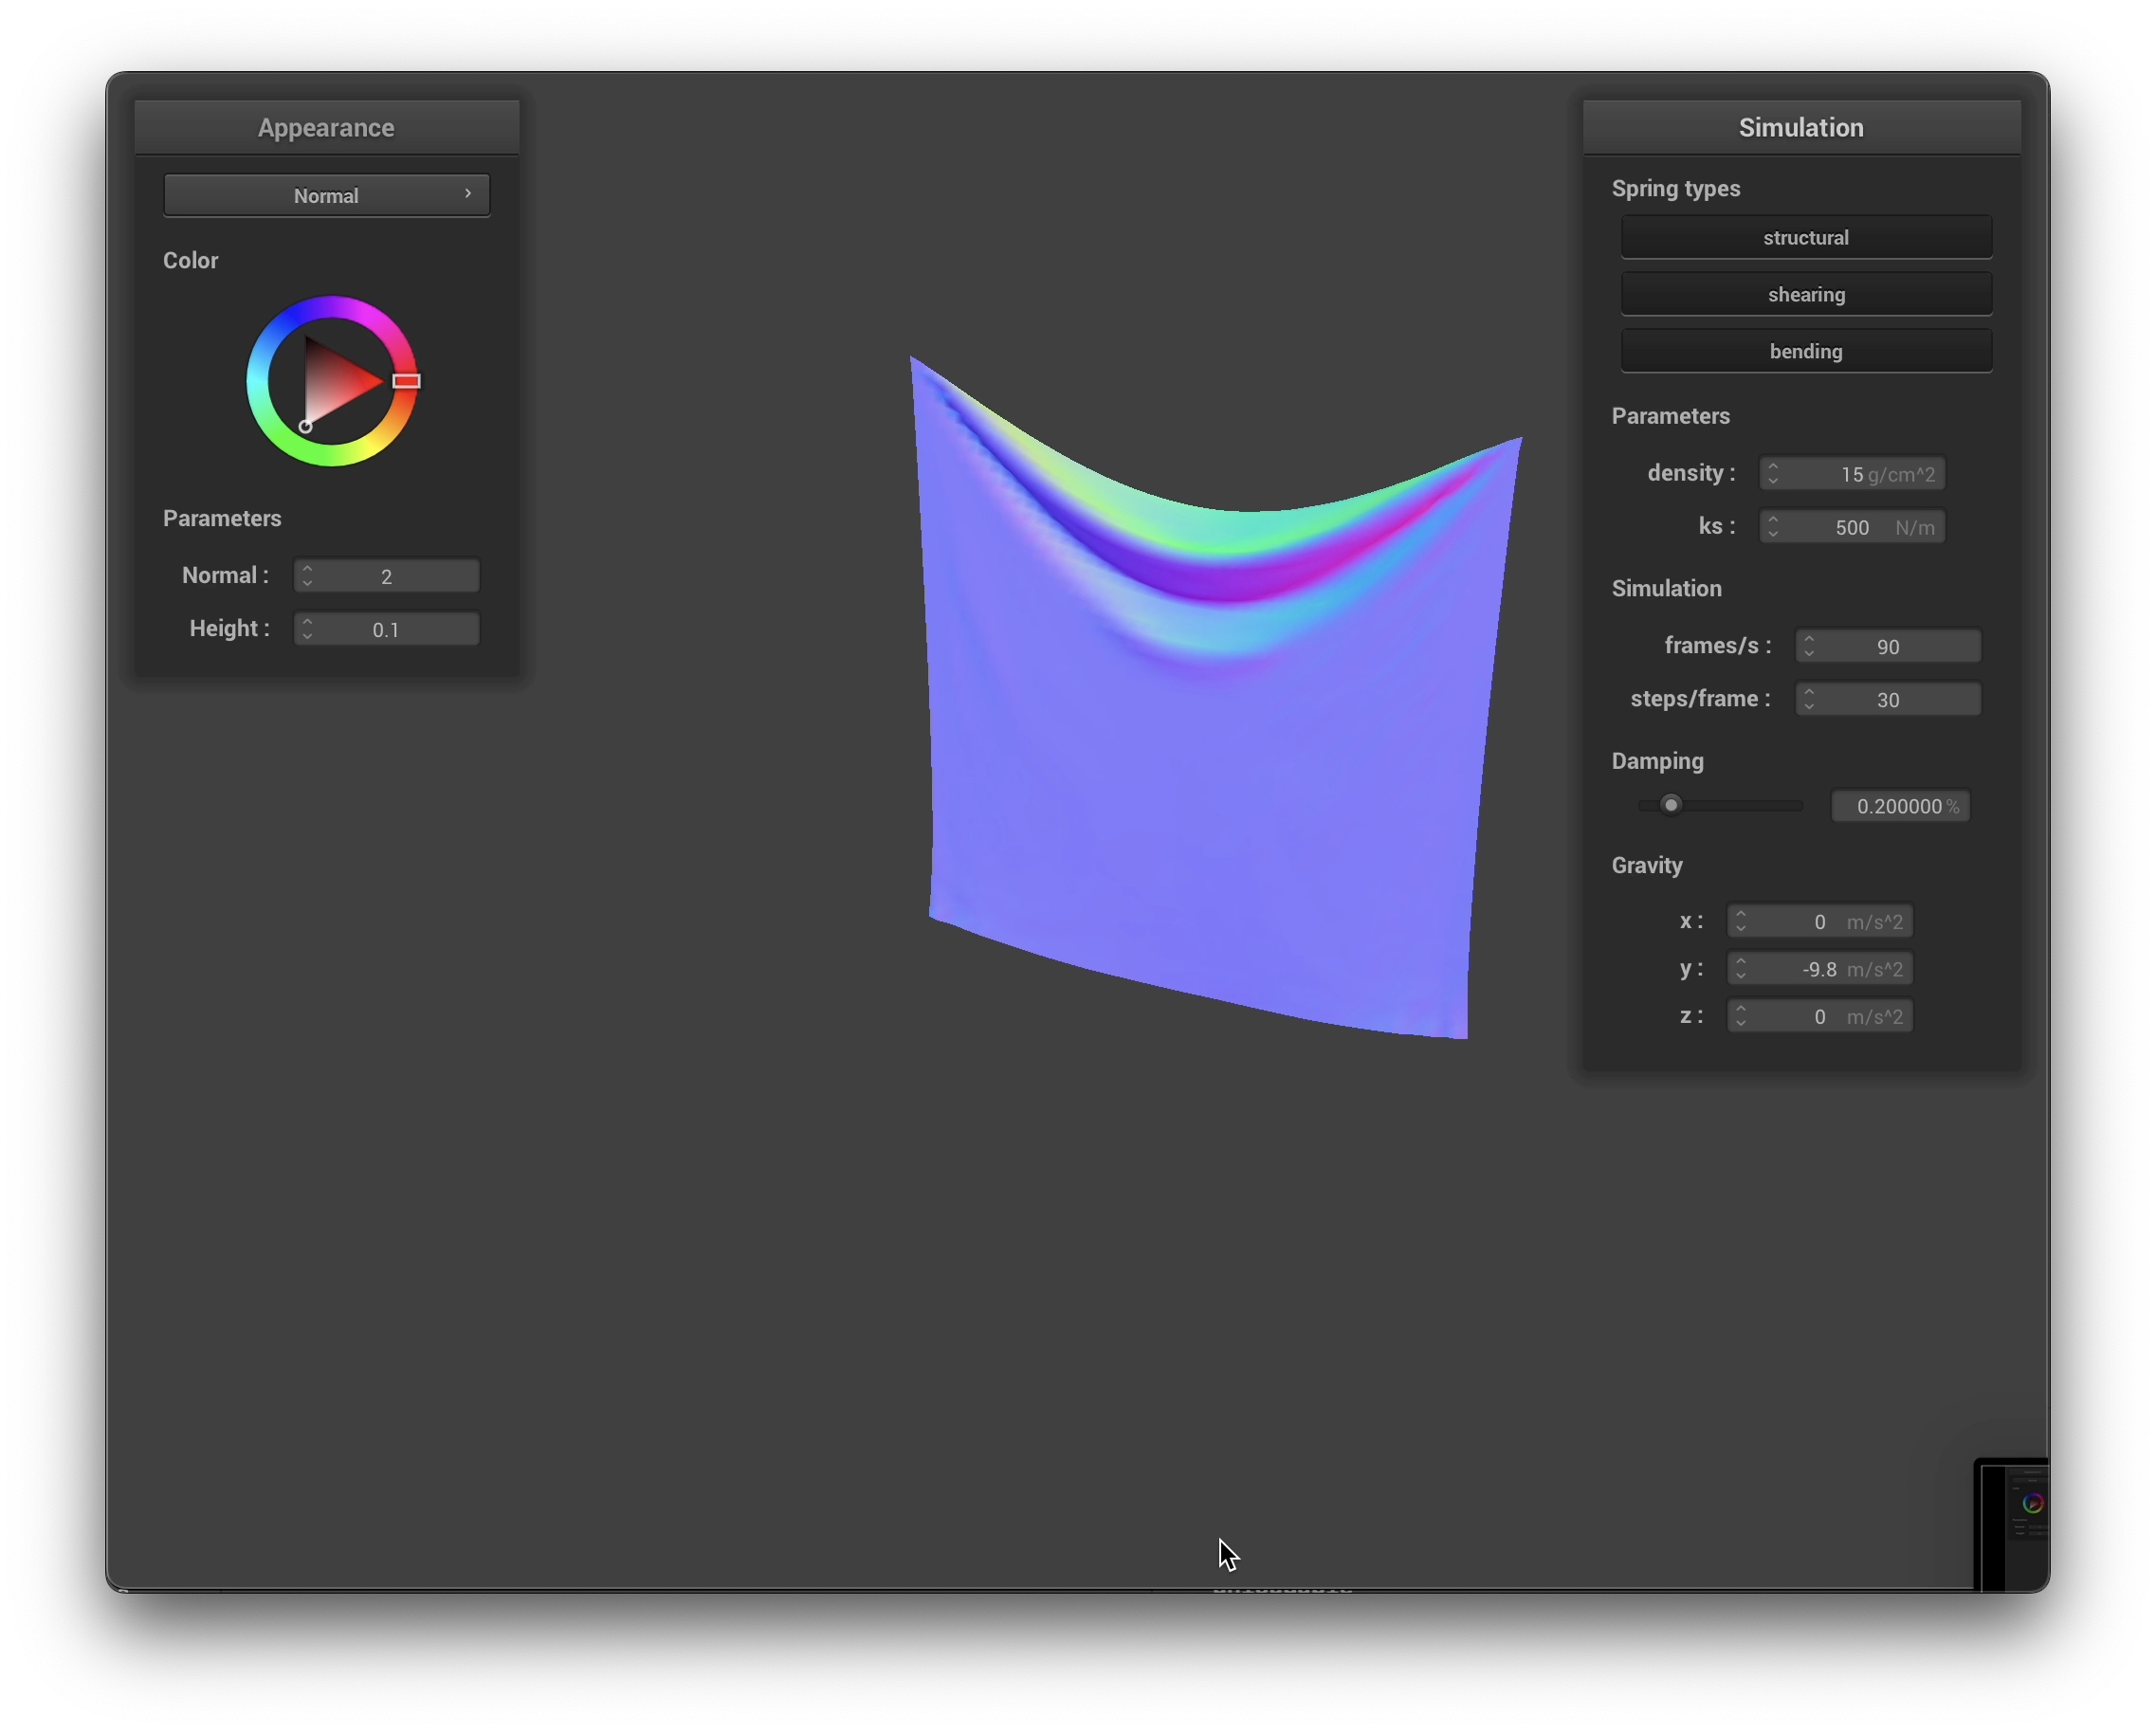 Appearance
Normal
Color
Parameters
Normal : 2
Height : 0.1
Simulation
Spring types
structural
shearing
bending
Parameters
density : 15 g/cm^2
ks : 500 N/m
Simulation
frames/s : 90
steps/frame : 30
Damping
0.200000 %
Gravity
x : 0 m/s^2
y : -9.8 m/s^2
z : 0 m/s^2